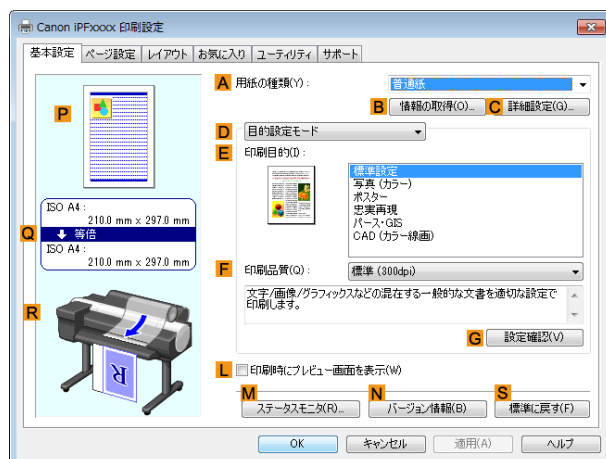 Canon iPFxxxx 印刷設定
基本設定 ページ設定 レイアウト お気に入り ユーティリティ サポート
A 用紙の種類(Y): 普通紙
B 情報の取得(O)... C 詳細設定(G)...
P
D 目的設定モード
E 印刷目的(I):
標準設定
写真 (カラー)
ポスター
忠実再現
パース・GIS
CAD (カラー線画)
ISO A4 :
210.0 mm x 297.0 mm
Q 等倍
ISO A4 :
210.0 mm x 297.0 mm
F 印刷品質(Q): 標準 (300dpi)
文字/画像/グラフィックスなどの混在する一般的な文書を適切な設定で
印刷します。
R
G 設定確認(V)
L 印刷時にプレビュー画面を表示(W)
M N S
ステータスモニタ(R)... バージョン情報(B) 標準に戻す(F)
OK キャンセル 適用(A) ヘルプ
R